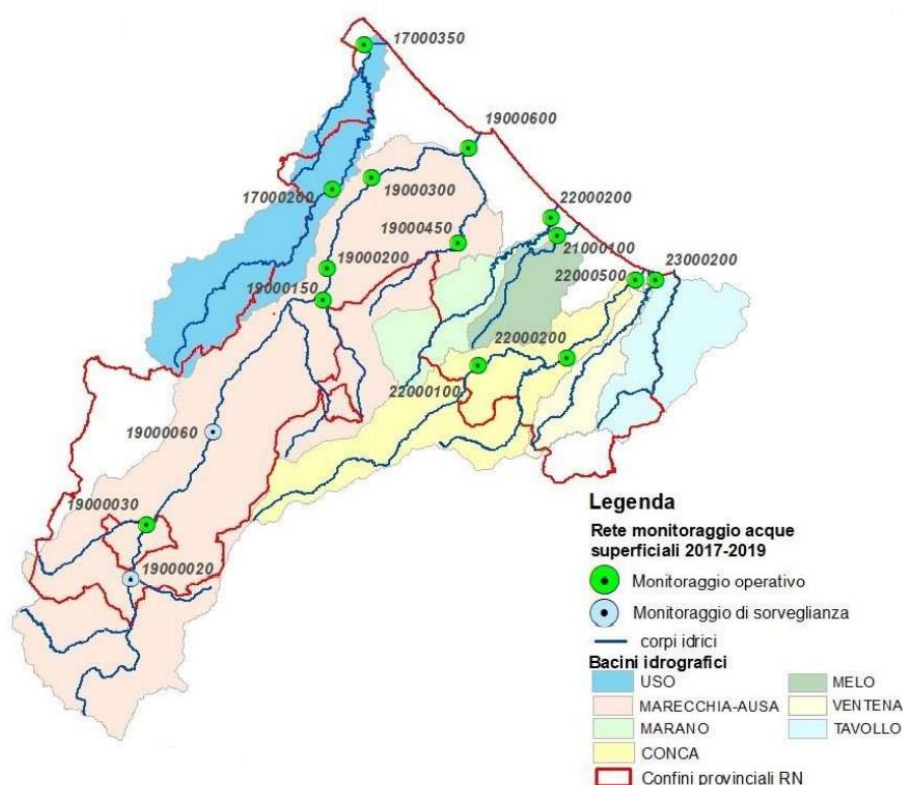 17000350
19000600
17000200
19000300
22000200
19000450
21000100
19000200
22000500
23000200
19000150
22000200
22000100
19000060
19000030
19000020
Legenda
Rete monitoraggio acque
superficiali 2017-2019
Monitoraggio operativo
Monitoraggio di sorveglianza
corpi idrici
Bacini idrografici
USO
MELO
MARECCHIA-AUSA
VENTENA
MARANO
TAVOLLO
CONCA
Confini provinciali RN